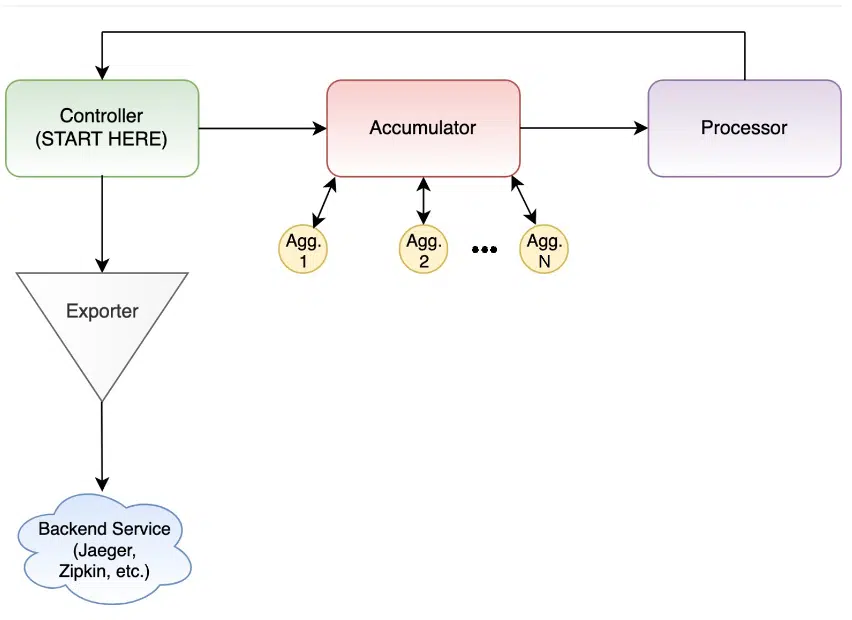 Controller
(START HERE)
Accumulator
Processor
Agg.
1
Agg.
2
•••
Agg.
N
Exporter
Backend Service
(Jaeger,
Zipkin, etc.)